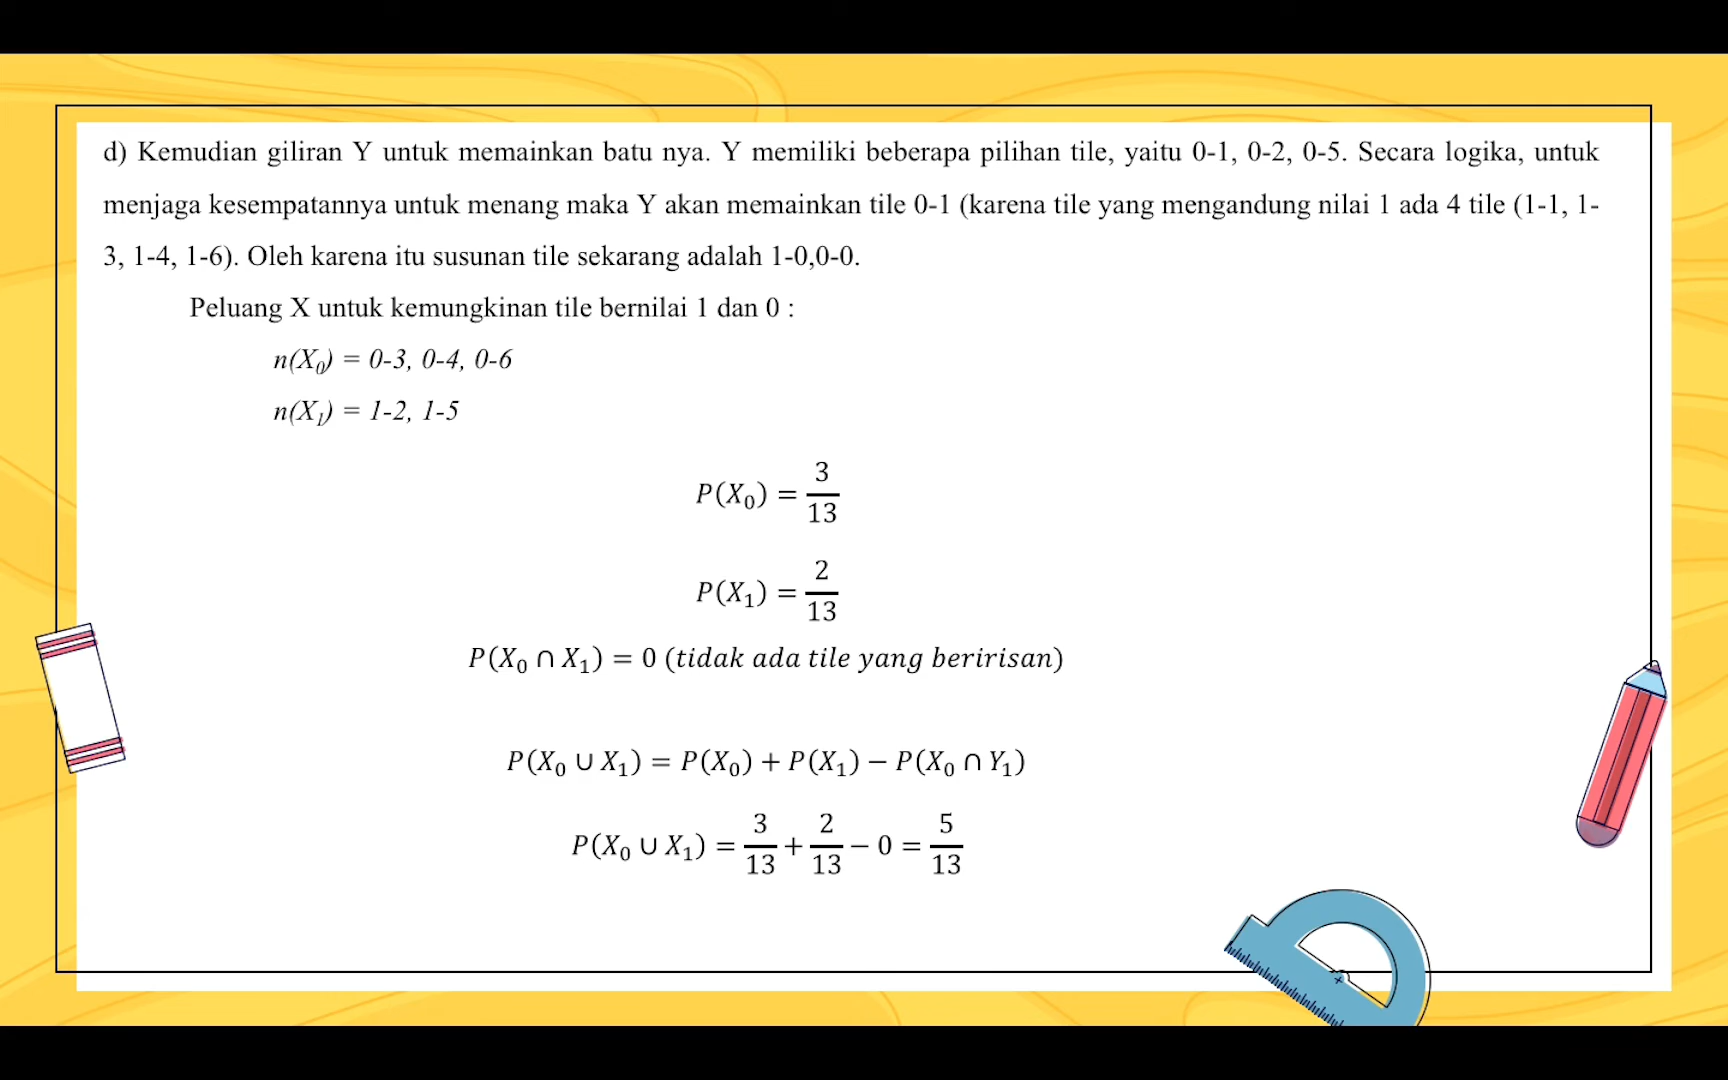 d) Kemudian giliran Y untuk memainkan batu nya. Y memiliki beberapa pilihan tile, yaitu 0-1, 0-2, 0-5. Secara logika, untuk
menjaga kesempatannya untuk menang maka Y akan memainkan tile 0-1 (karena tile yang mengandung nilai 1 ada 4 tile (1-1, 1-
3, 1-4, 1-6). Oleh karena itu susunan tile sekarang adalah 1-0,0-0.
Peluang X untuk kemungkinan tile bernilai 1 dan 0 :
n(X₀) = 0-3, 0-4, 0-6
n(X₁) = 1-2, 1-5
P(X₀) = 3/13
P(X₁) = 2/13
P(X₀ ∩ X₁) = 0 (tidak ada tile yang beririsan)
P(X₀ ∪ X₁) = P(X₀) + P(X₁) − P(X₀ ∩ Y₁)
P(X₀ ∪ X₁) = 3/13 + 2/13 − 0 = 5/13